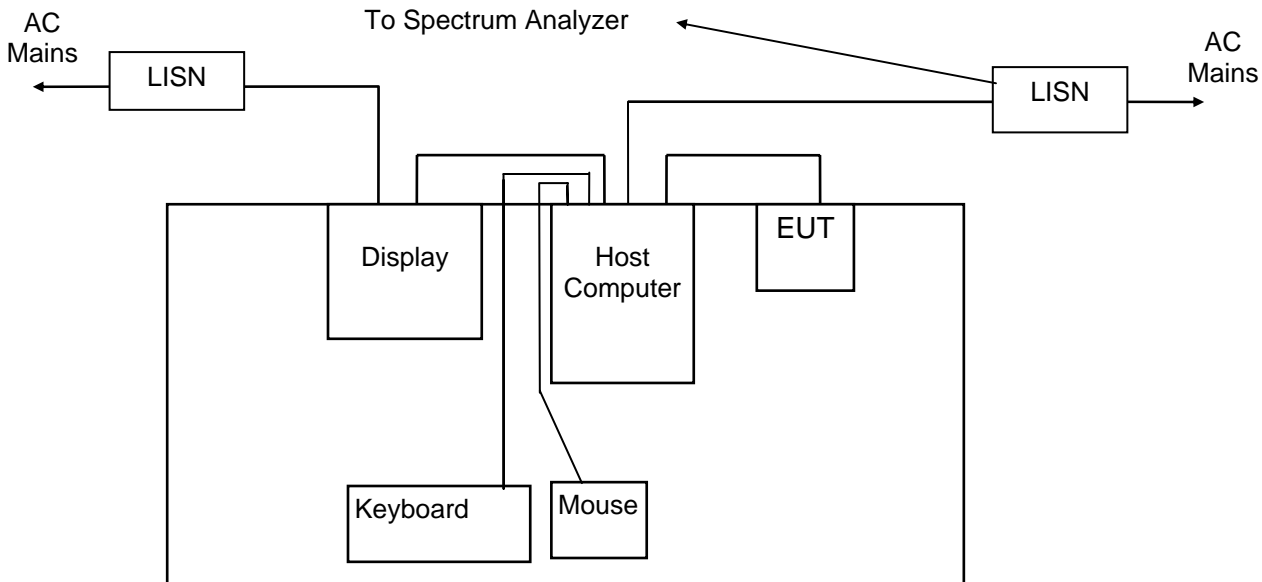 To Spectrum Analyzer
AC
Mains
LISN
LISN
AC
Mains
Display
Host
Computer
EUT
Keyboard
Mouse